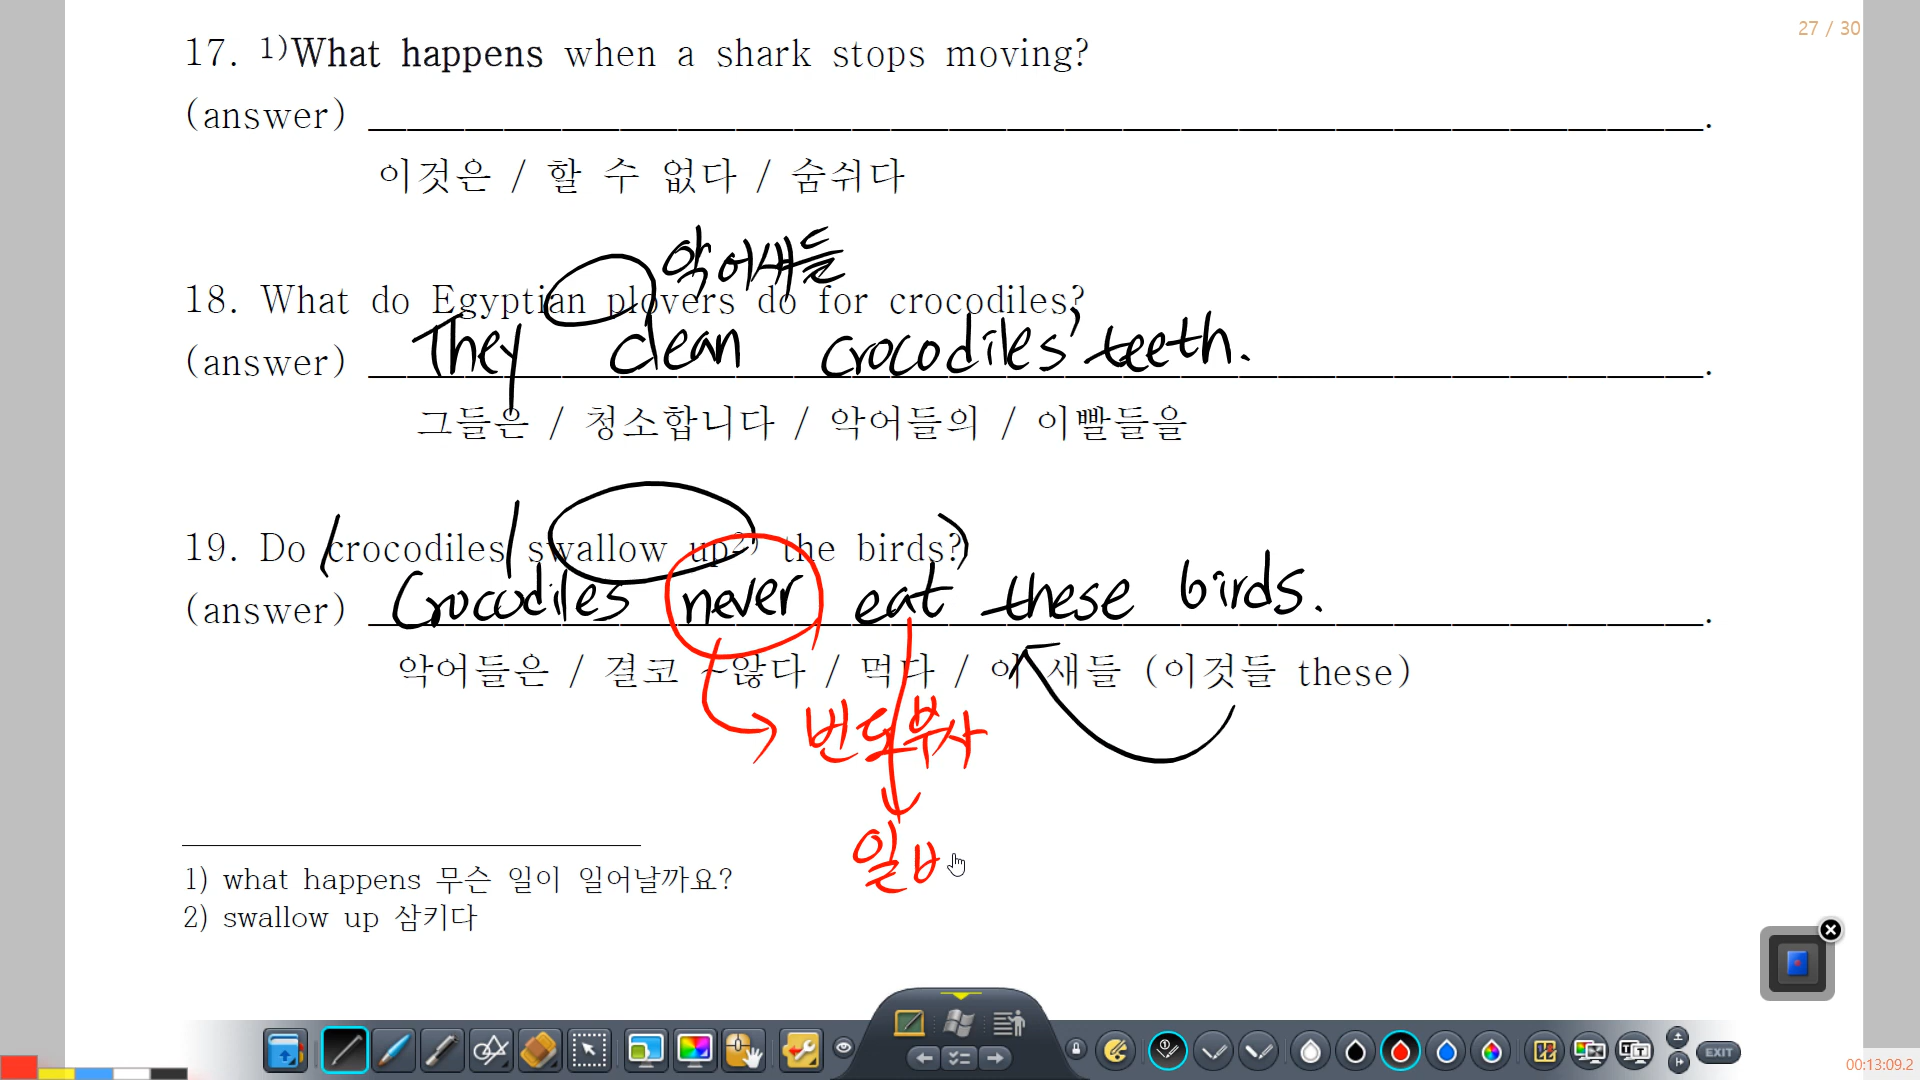 27 / 30
17. 1)What happens when a shark stops moving?
(answer) ______.
이것은 / 할 수 없다 / 숨쉬다
악어새들
18. What do Egyptian plovers do for crocodiles?
(answer) They clean crocodiles' teeth.
그들은 / 청소합니다 / 악어들의 / 이빨들을
19. Do crocodiles swallow up2) the birds?
(answer) Crocodiles never eat these birds.
악어들은 / 결코 ~않다 / 먹다 / 이 새들 (이것들 these)
빈도부사
일
1) what happens 무슨 일이 일어날까요?
2) swallow up 삼키다
EXIT
00:13:09.2